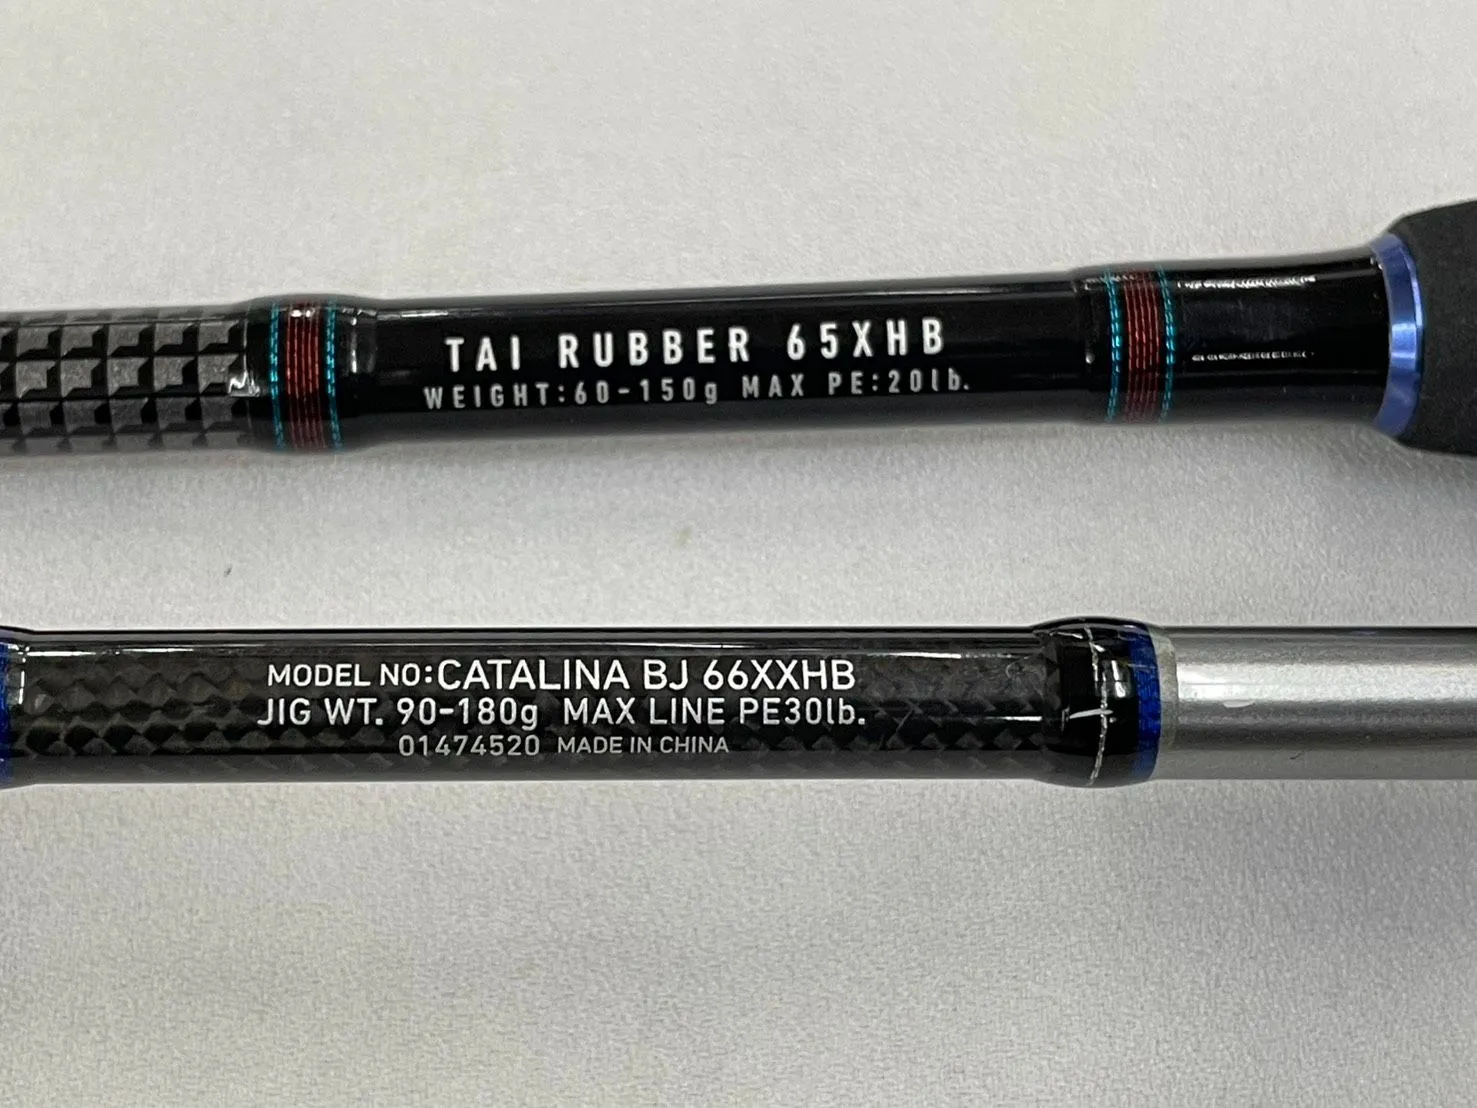 TAI RUBBER 65XHB
WEIGHT:60-150g MAX PE:20lb.
MODEL NO:CATALINA BJ 66XXHB
JIG WT. 90-180g MAX LINE PE30lb.
01474520 MADE IN CHINA